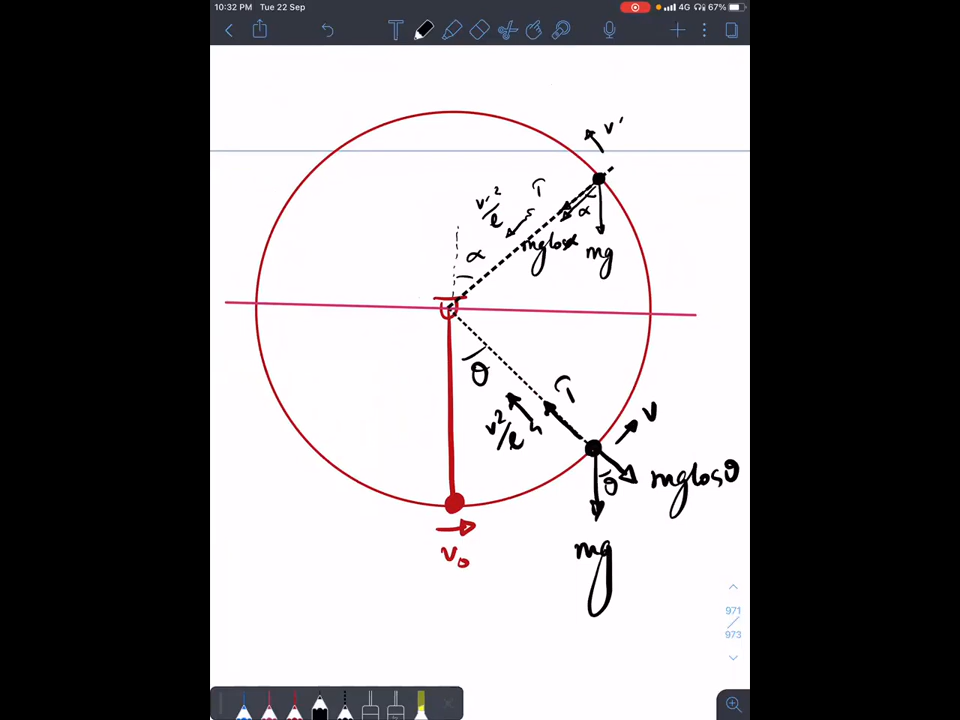 10:32 PM Tue 22 Sep
4G 67%
T
v'
T
v'²/l
α
mg
α
mgcosα
θ
T
v²/l
v
θ
mgcosθ
v₀
mg
971
/
973